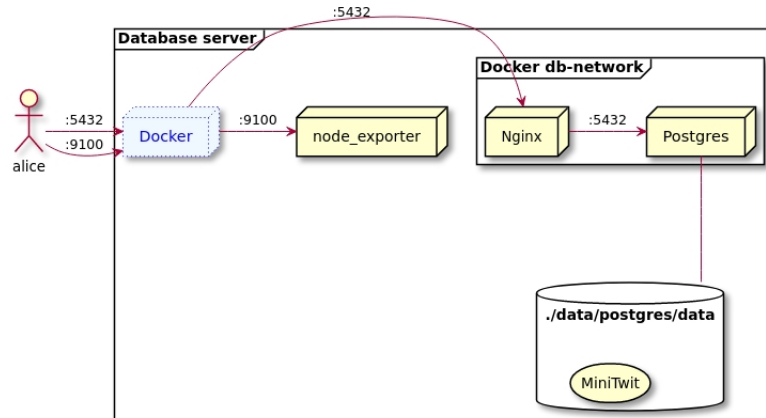 :5432
Database server
Docker db-network
:5432
:9100
alice
Docker
:9100
node_exporter
Nginx
:5432
Postgres
./data/postgres/data
MiniTwit